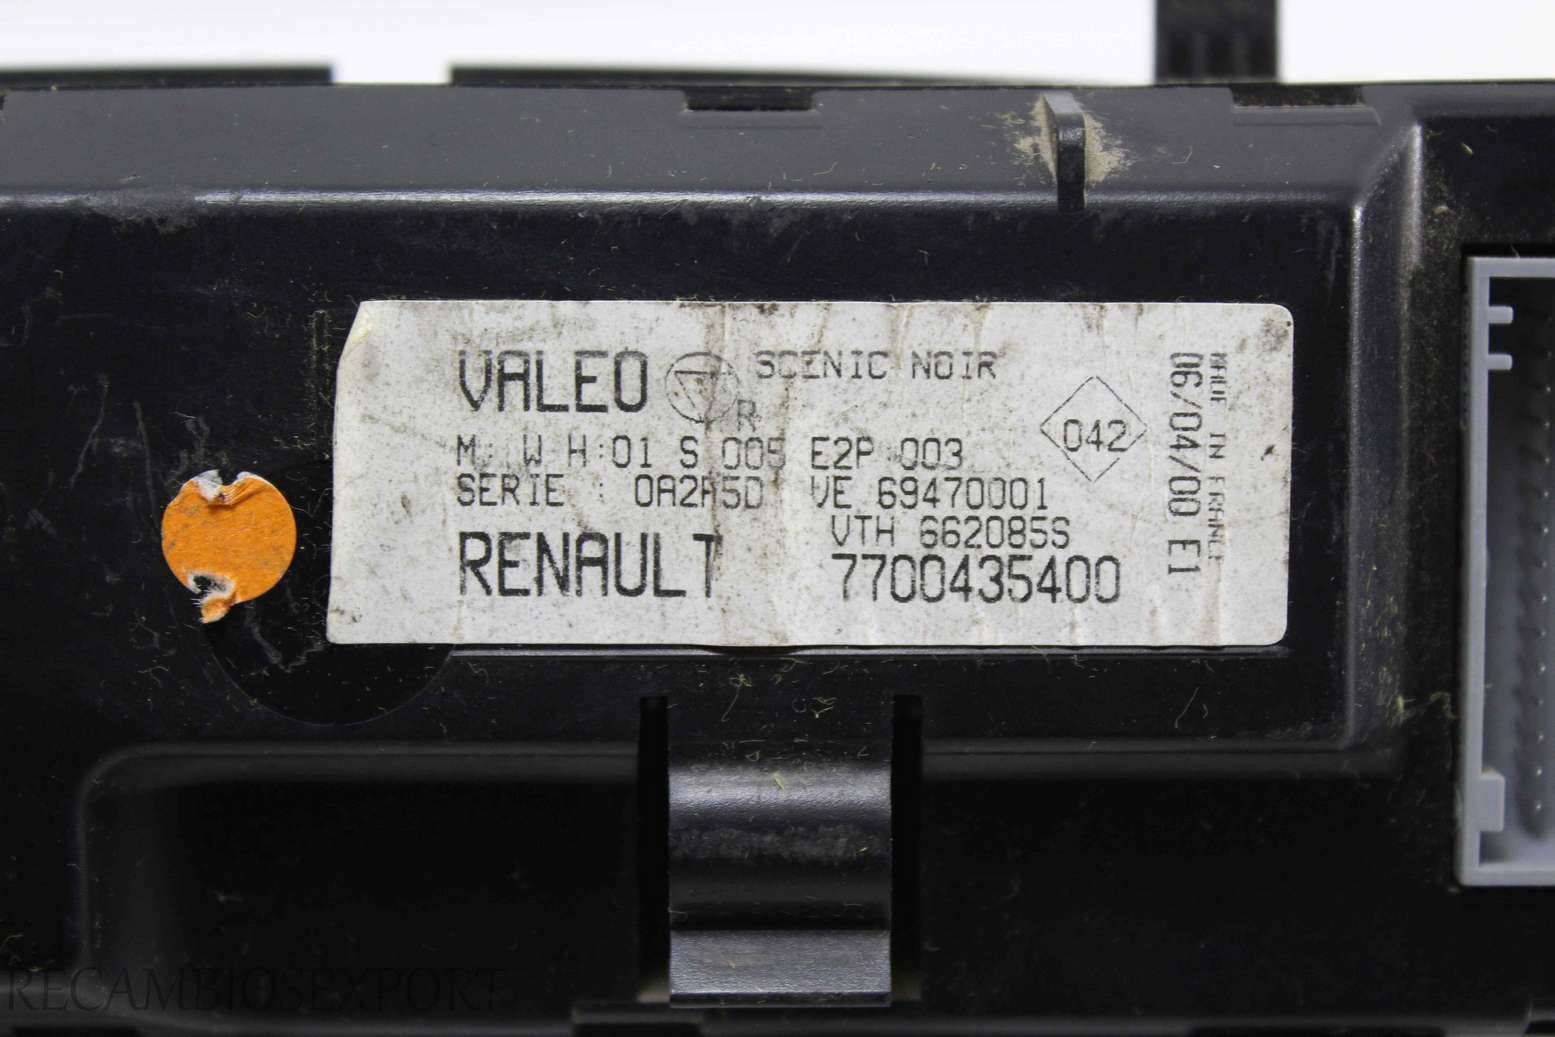 VALEO R SCENIC NOIR
M: W H:01 S 005 E2P 003
SERIE : 0A2A5D VE 69470001
VTH 662085S
RENAULT 7700435400
042
MADE IN FRANCE
06/04/00 E1
RECAMBIOSEXPORT